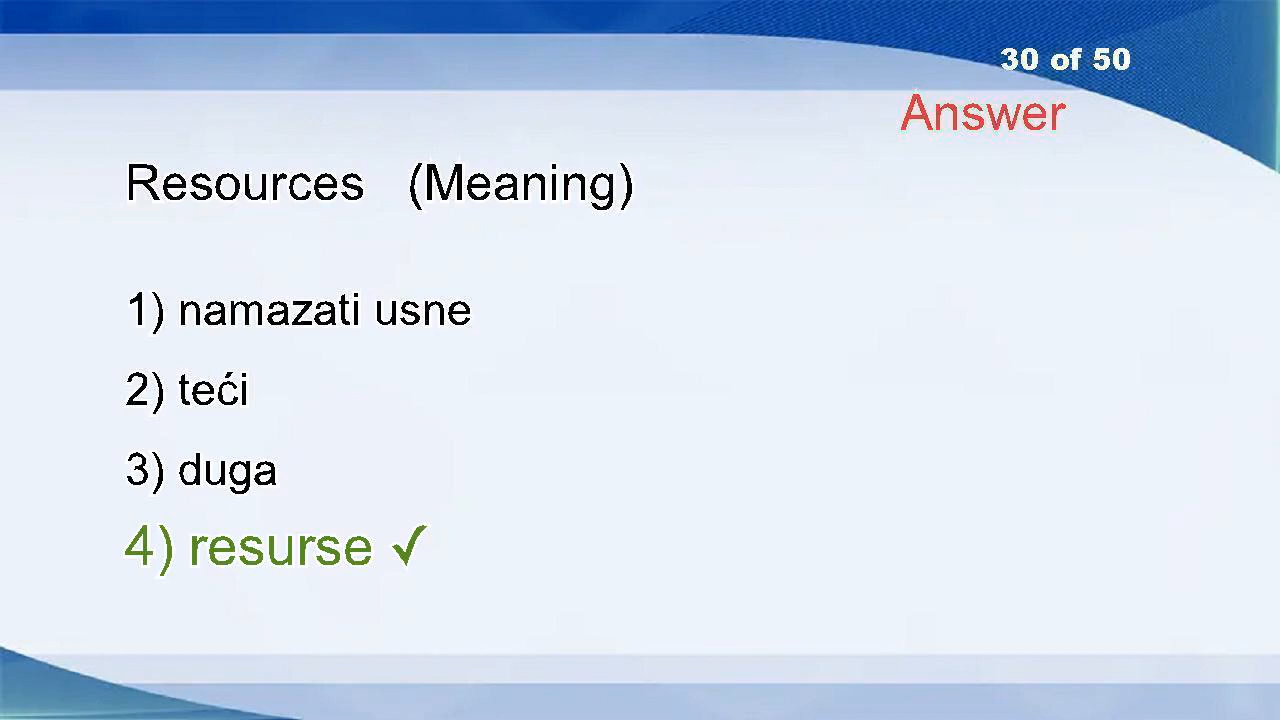 30 of 50
Answer
Resources (Meaning)
1) namazati usne
2) teći
3) duga
4) resurse ✓